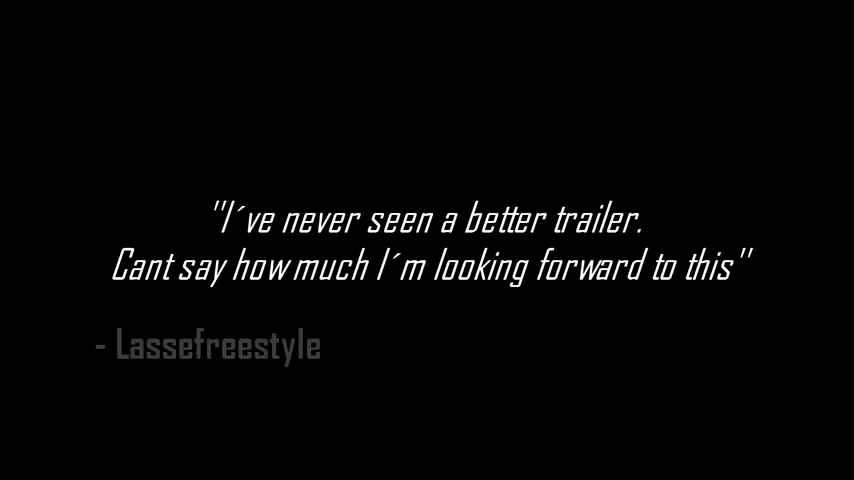 "I´ve never seen a better trailer.
Cant say how much I´m looking forward to this"
- Lassefreestyle